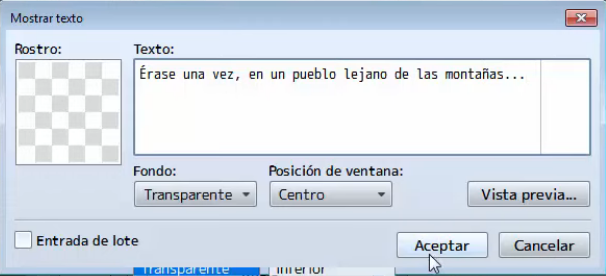 Mostrar texto
Rostro:
Texto:
Érase una vez, en un pueblo lejano de las montañas...
Fondo:
Posición de ventana:
Transparente
Centro
Vista previa...
Entrada de lote
Aceptar
Cancelar
Transparente
Inferior